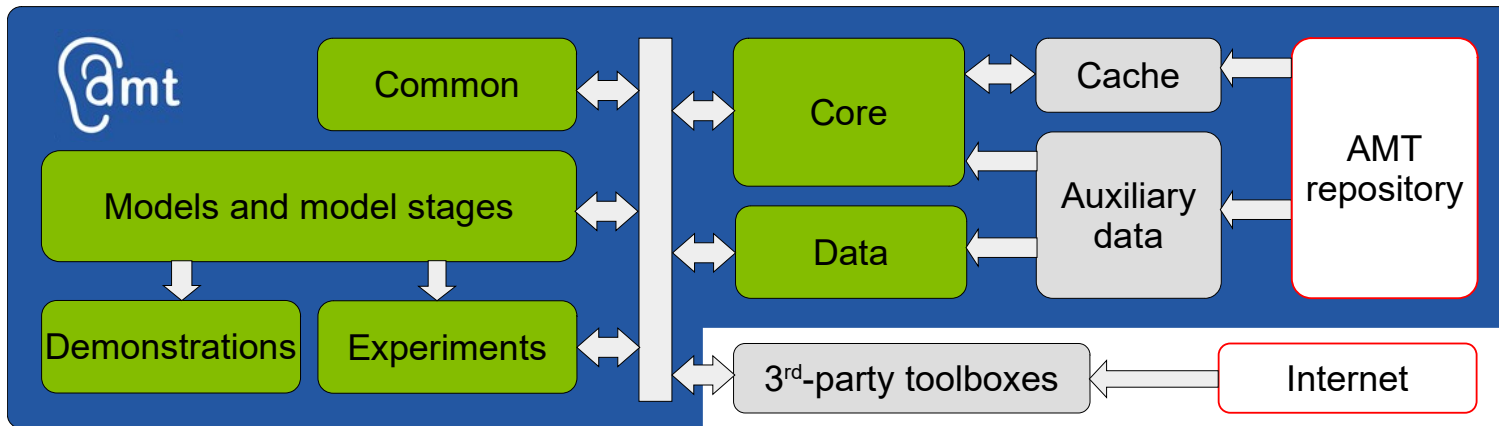 amt
Common
Models and model stages
Demonstrations
Experiments
Core
Data
Cache
Auxiliary
data
AMT
repository
3rd-party toolboxes
Internet